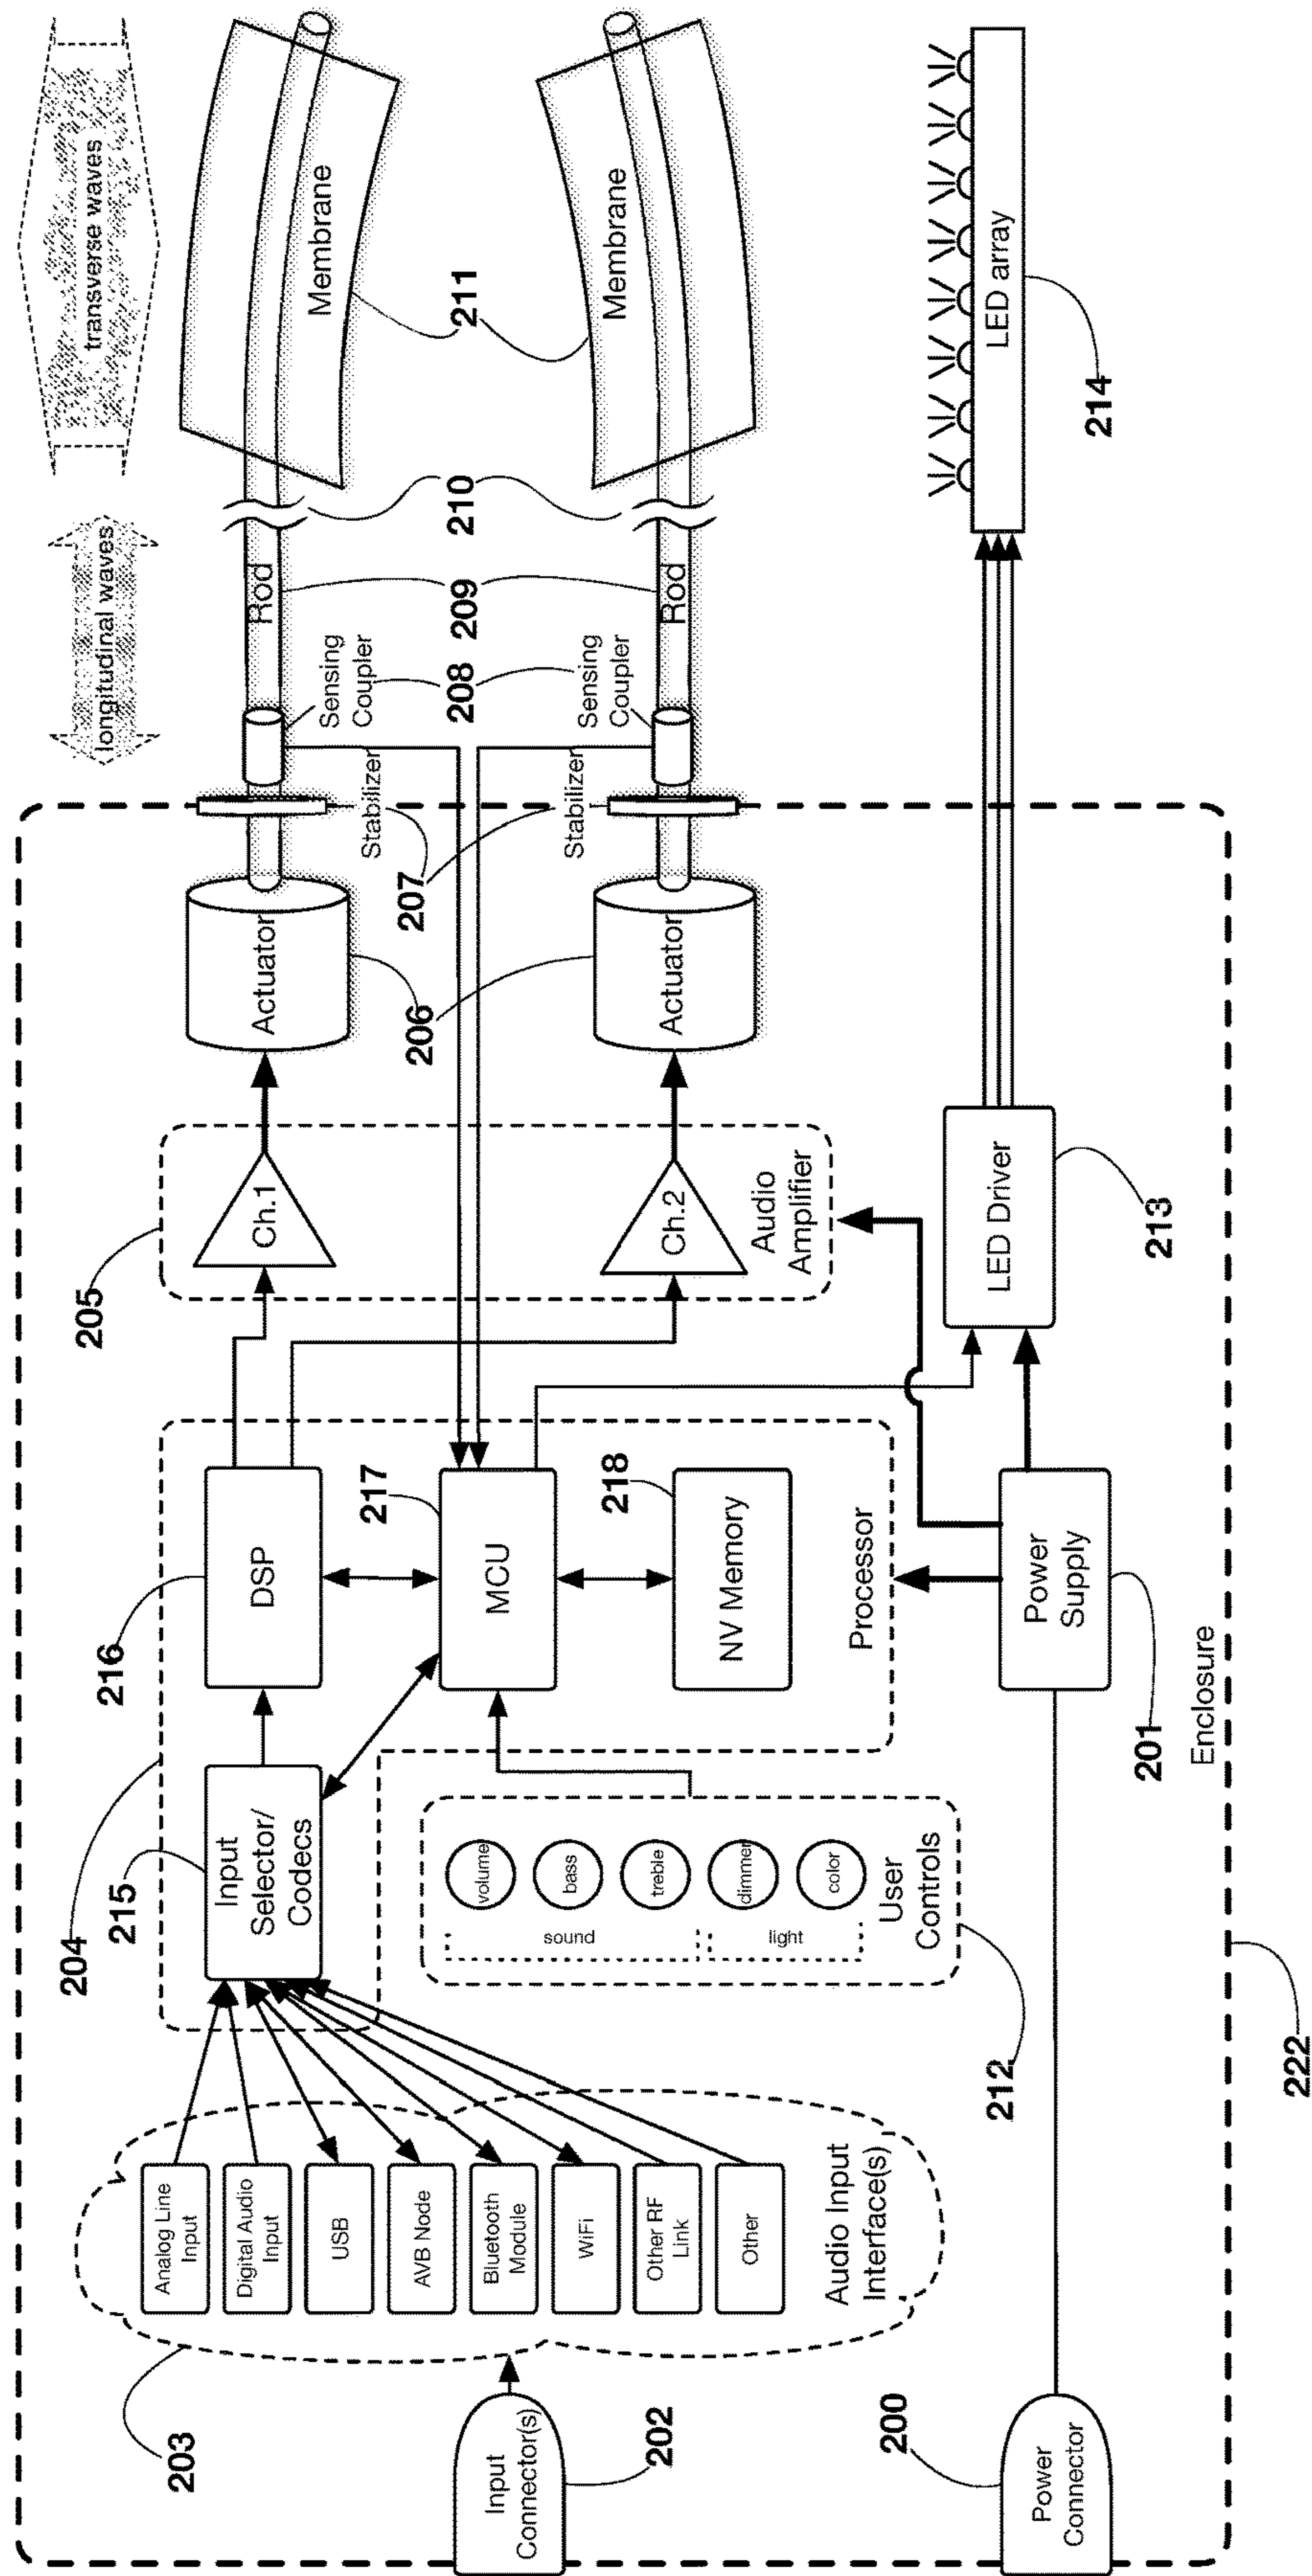 transverse waves
longitudinal waves
Membrane
Membrane
211
210
Rod
Rod
209
Sensing
Coupler
Sensing
Coupler
208
Stabilizer
Stabilizer
207
Actuator
Actuator
206
Ch.1
Ch.2
Audio
Amplifier
205
LED array
214
LED Driver
213
DSP
216
MCU
217
NV Memory
218
Processor
204
Input
Selector/
Codecs
215
volume
bass
treble
dimmer
color
sound
light
User
Controls
212
Power
Supply
201
Enclosure
222
Analog Line
Input
Digital Audio
Input
USB
AVB Node
Bluetooth
Module
WiFi
Other RF
Link
Other
Audio Input
Interface(s)
203
Input
Connector(s)
202
Power
Connector
200